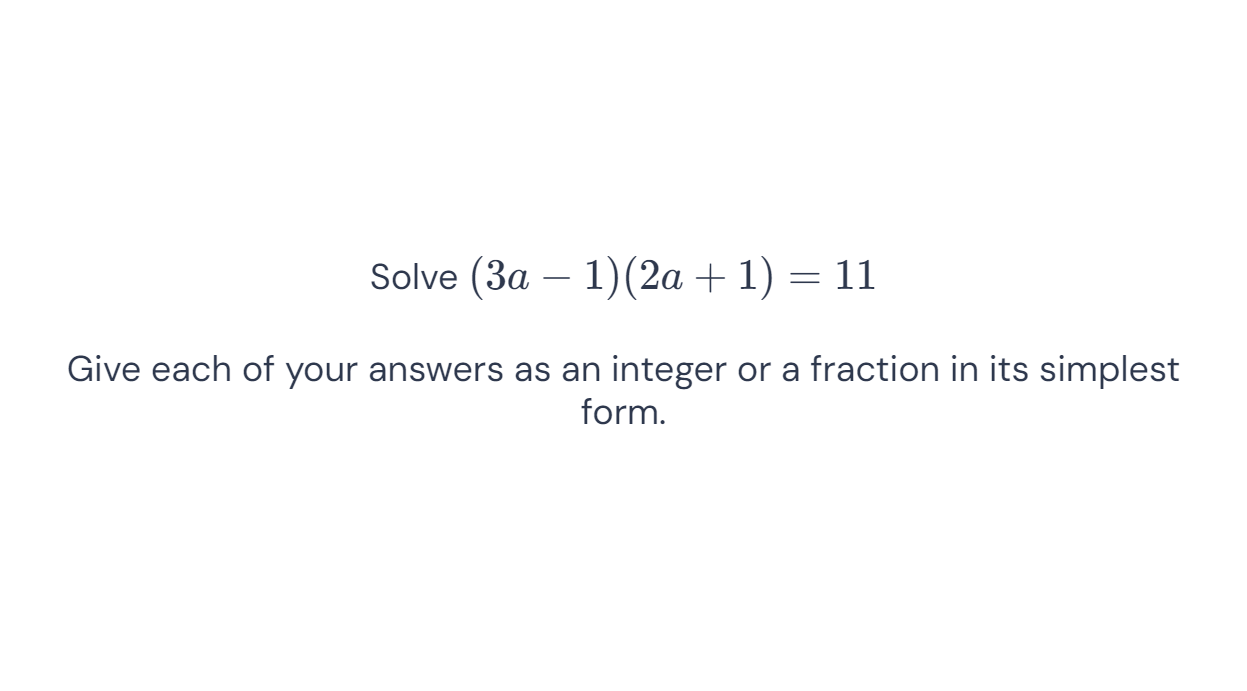 Solve (3a − 1)(2a + 1) = 11
Give each of your answers as an integer or a fraction in its simplest
form.